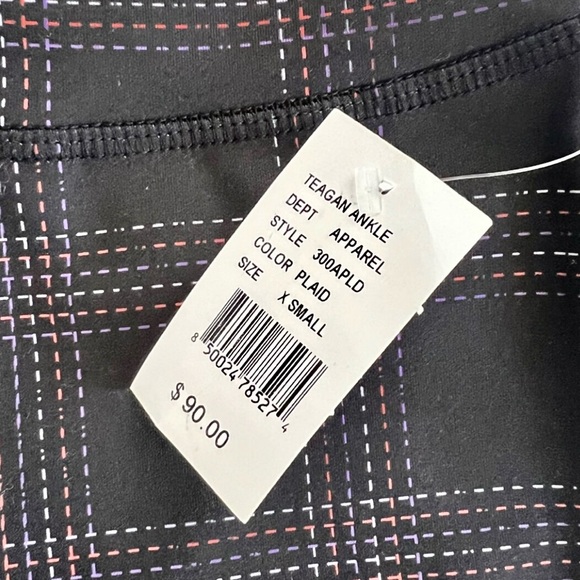 TEAGAN ANKLE
DEPT APPAREL
STYLE 300APLD
COLOR PLAID
SIZE X SMALL
8 50024 78527 4
$90.00